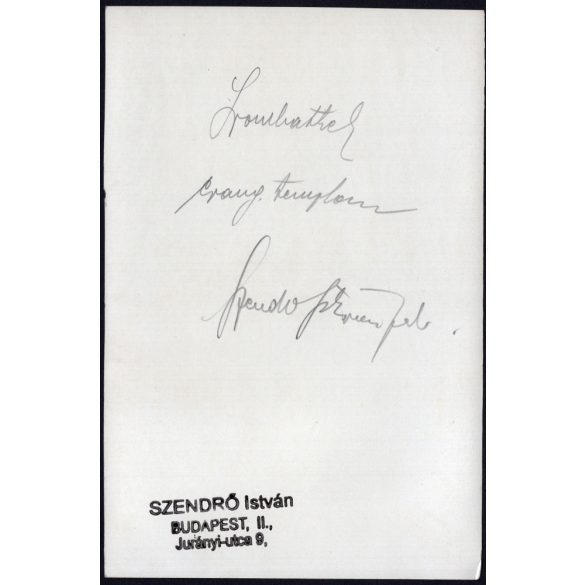 Szombathely
evang. templom
Szendrő István felv.
SZENDRŐ István
BUDAPEST, II.,
Jurányi-utca 9,